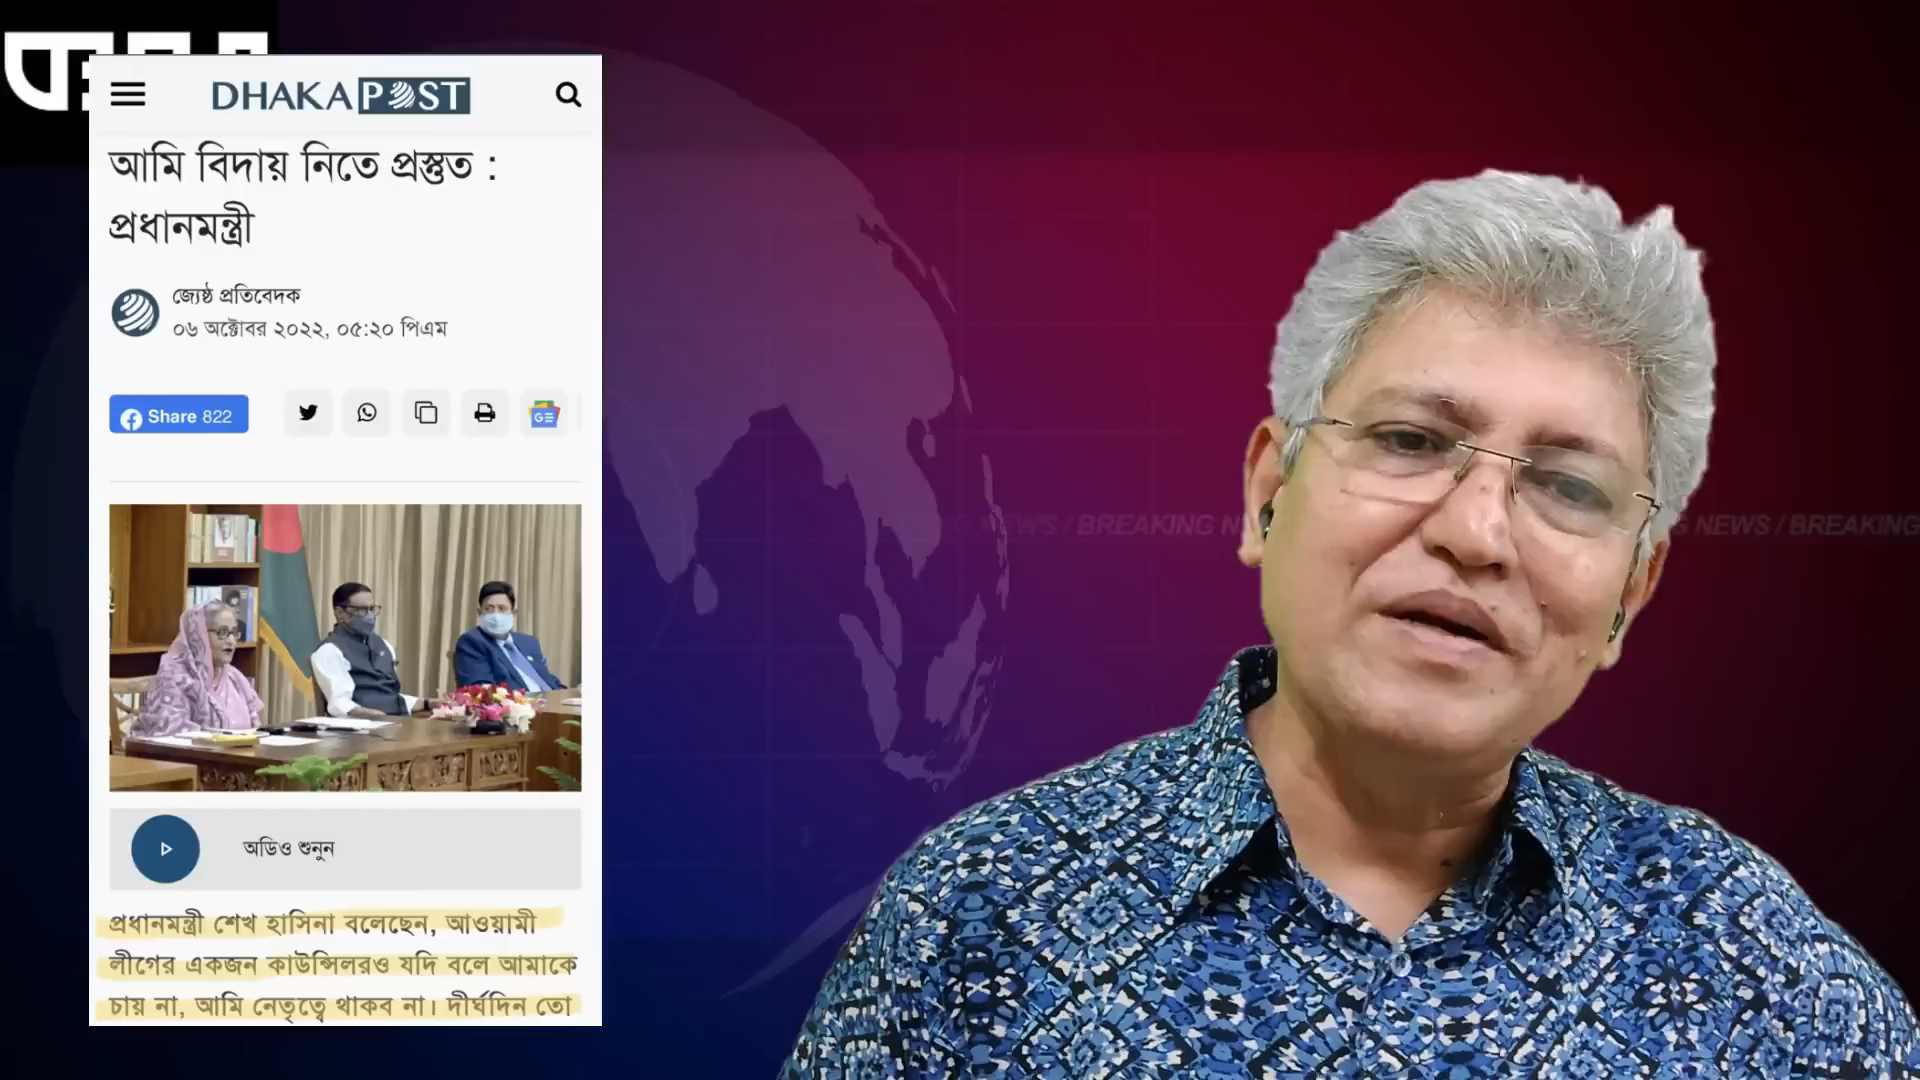 DHAKA POST
আমি বিদায় নিতে প্রস্তুত :
প্রধানমন্ত্রী
জ্যেষ্ঠ প্রতিবেদক
০৬ অক্টোবর ২০২২, ০৫:২০ পিএম
Share 822
GE
অডিও শুনুন
প্রধানমন্ত্রী শেখ হাসিনা বলেছেন, আওয়ামী
লীগের একজন কাউন্সিলরও যদি বলে আমাকে
চায় না, আমি নেতৃত্বে থাকব না। দীর্ঘদিন তো
NEWS / BREAKING
NEWS / BREAKING